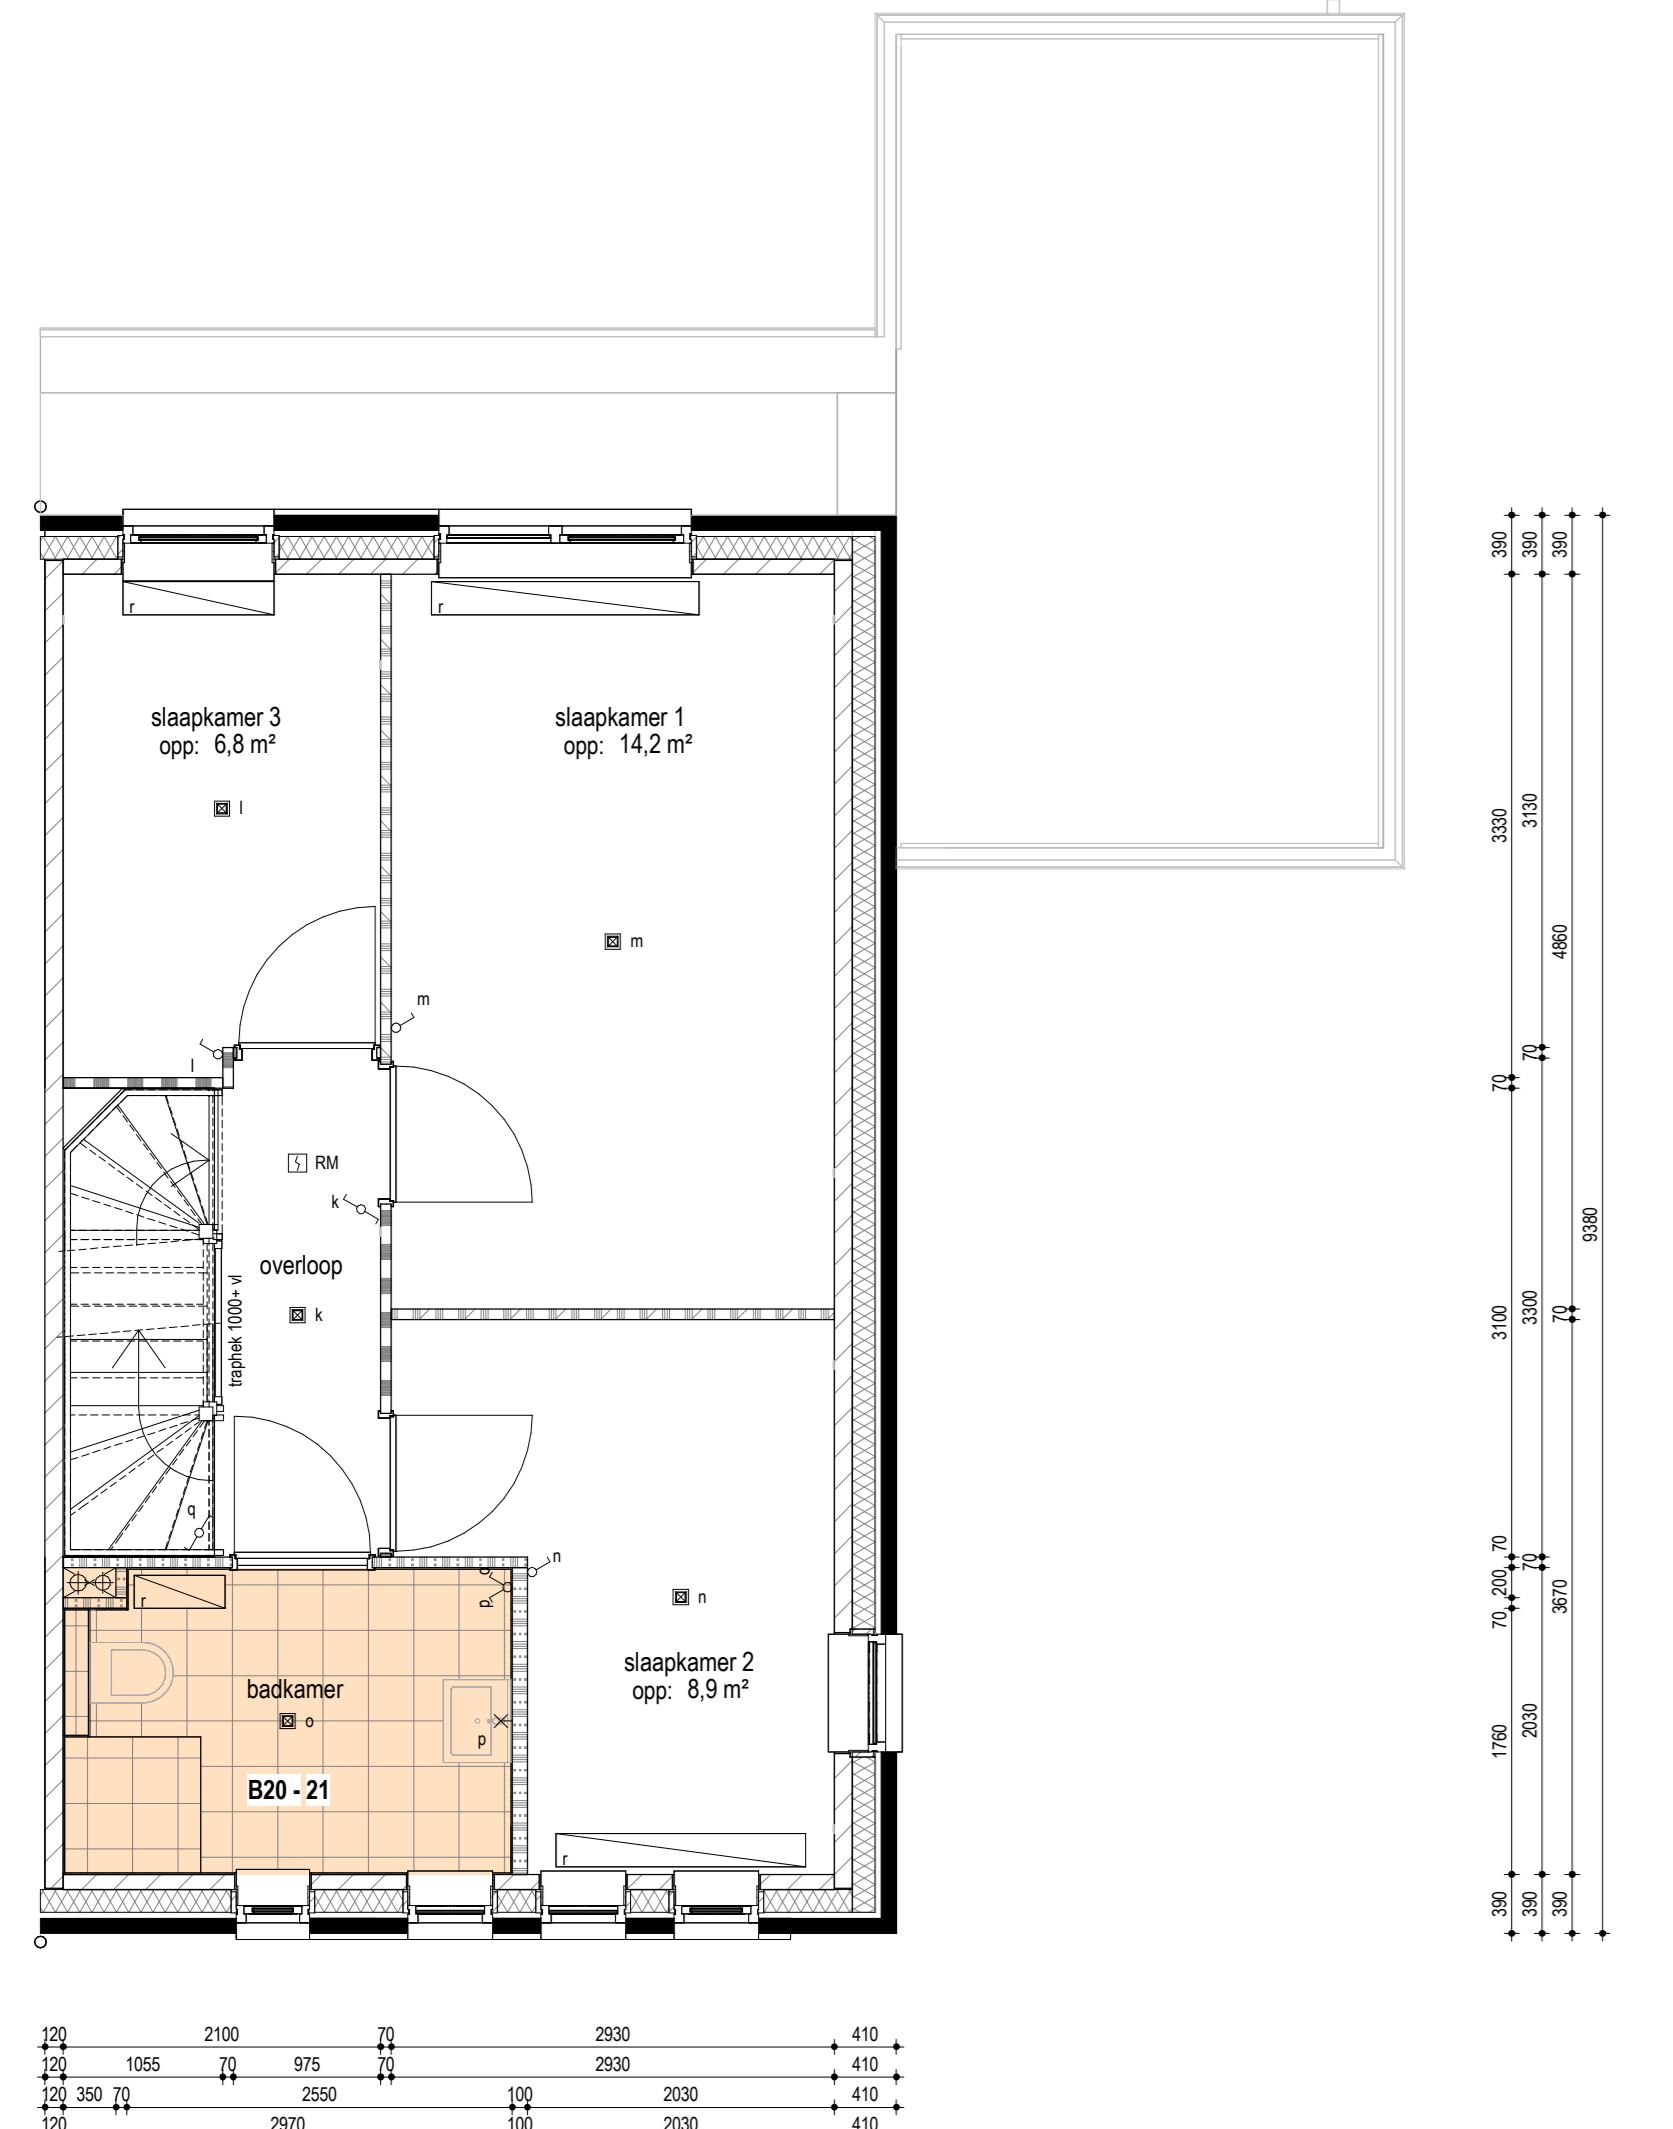 r
r
slaapkamer 3
opp: 6,8 m²
slaapkamer 1
opp: 14,2 m²
l
m
m
l
RM
k
overloop
k
traphek 1000+ vl
q
n
o
p
r
n
badkamer
o
p
B20 - 21
slaapkamer 2
opp: 8,9 m²
r
390 390 390
3330 3130
4860
9380
70
70
3100 3300 70
70
70
200
70
3670
1760 2030
390 390 390
120 2100 70 2930 410
120 1055 70 975 70 2930 410
120 350 70 2550 100 2030 410
120 2970 100 2030 410